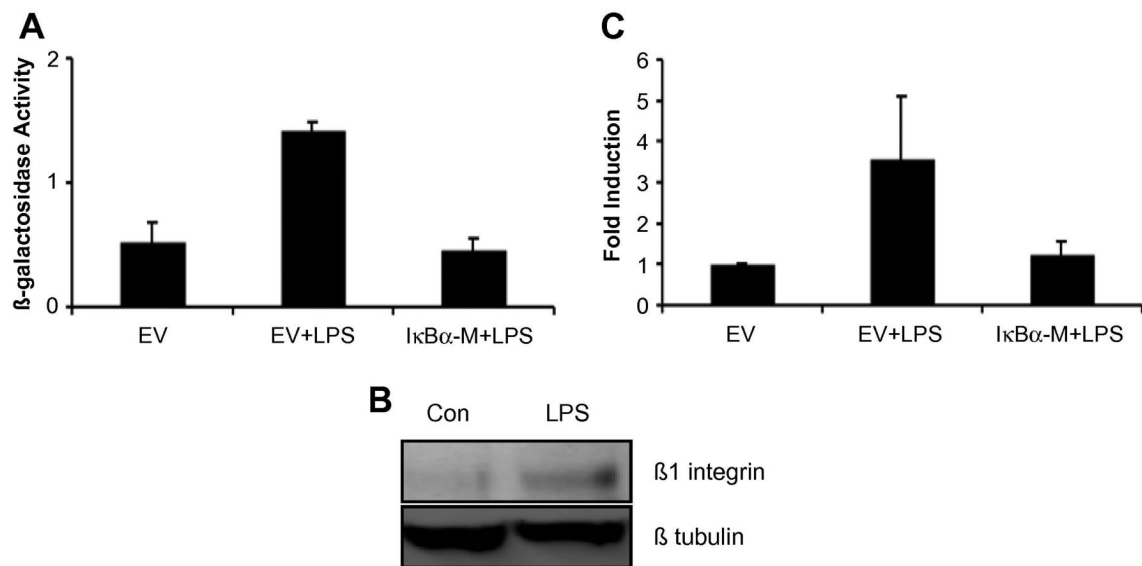 A
ß-galactosidase Activity
2
1
0
EV
EV+LPS
IκBα-M+LPS
C
Fold Induction
6
5
4
3
2
1
0
EV
EV+LPS
IκBα-M+LPS
B
Con
LPS
ß1 integrin
ß tubulin